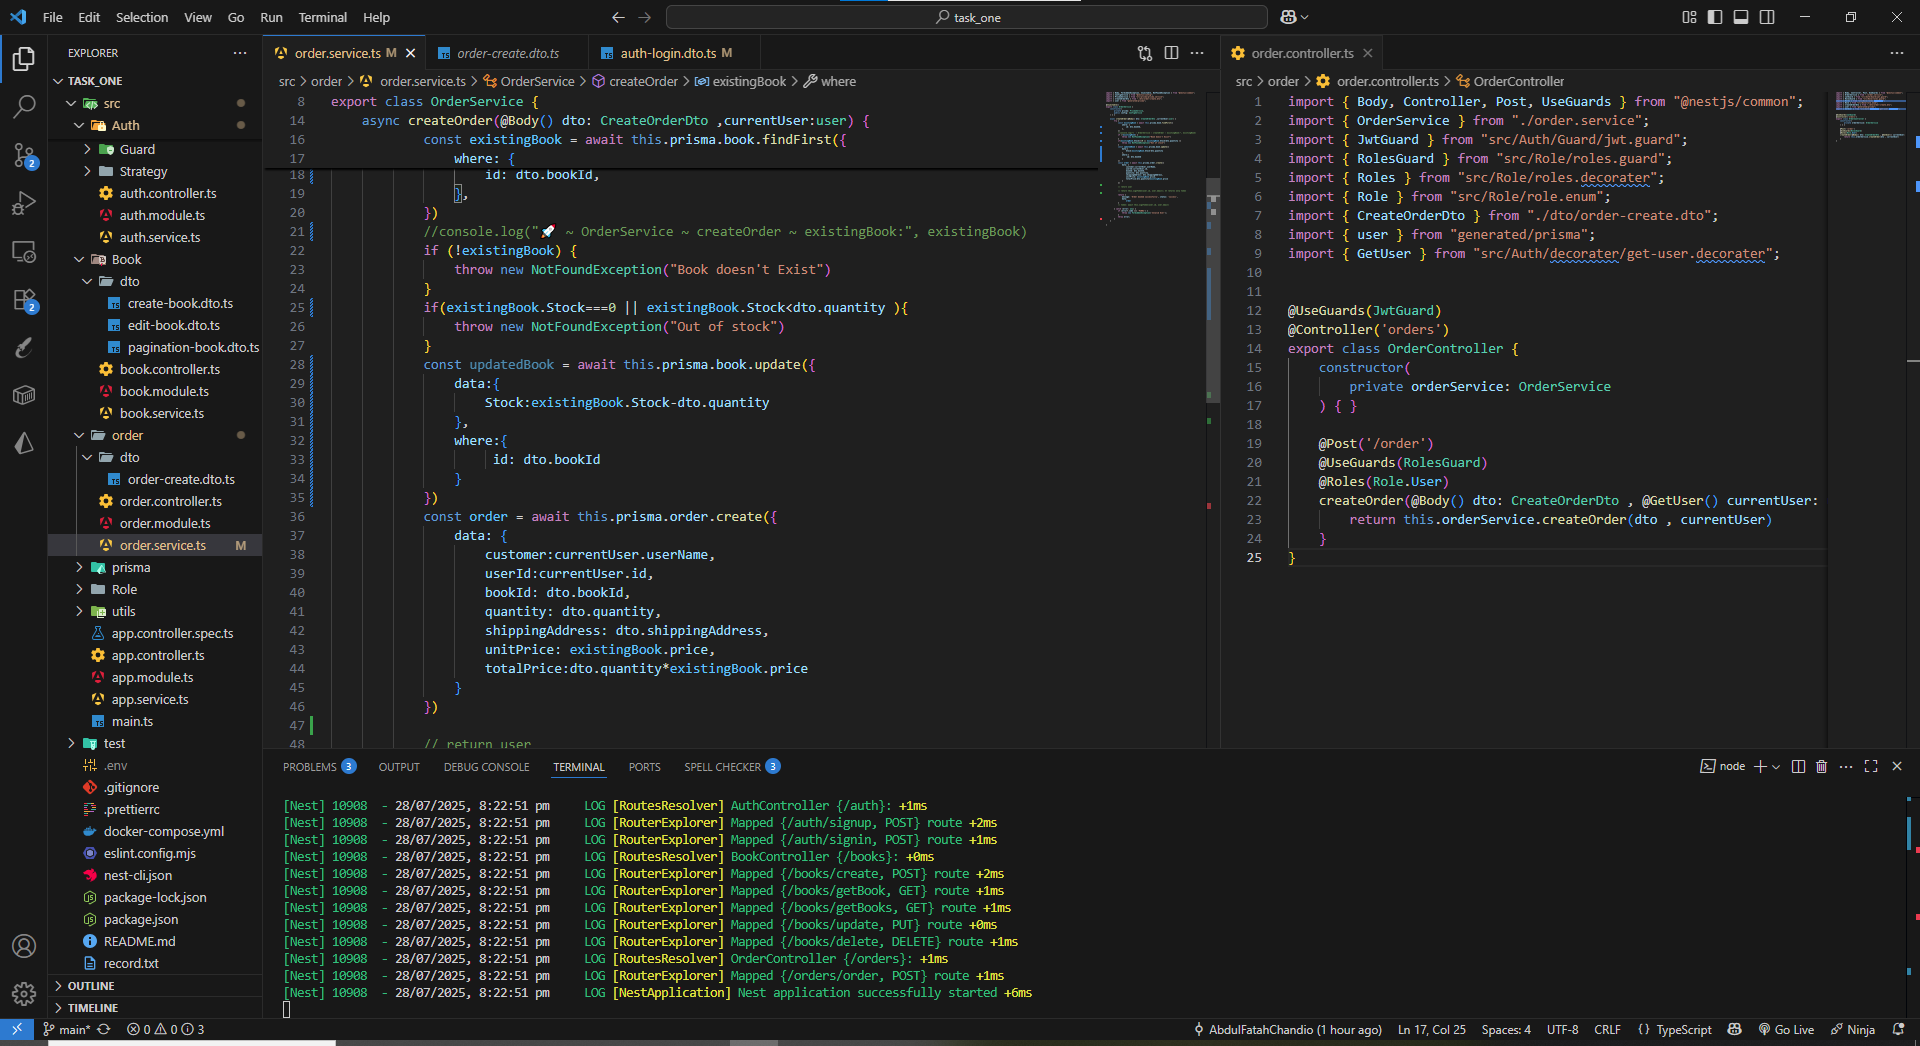 File Edit Selection View Go Run Terminal Help
task_one
EXPLORER
TASK_ONE
src
Auth
Guard
Strategy
auth.controller.ts
auth.module.ts
auth.service.ts
Book
dto
create-book.dto.ts
edit-book.dto.ts
pagination-book.dto.ts
book.controller.ts
book.module.ts
book.service.ts
order
dto
order-create.dto.ts
order.controller.ts
order.module.ts
order.service.ts M
prisma
Role
utils
app.controller.spec.ts
app.controller.ts
app.module.ts
app.service.ts
main.ts
test
.env
.gitignore
.prettierrc
docker-compose.yml
eslint.config.mjs
nest-cli.json
package-lock.json
package.json
README.md
record.txt
OUTLINE
TIMELINE
2
2
order.service.ts M
order-create.dto.ts
auth-login.dto.ts M
src > order > order.service.ts > OrderService > createOrder > existingBook > where
8 export class OrderService {
14 async createOrder(@Body() dto: CreateOrderDto ,currentUser:user) {
16 const existingBook = await this.prisma.book.findFirst({
17 where: {
18 id: dto.bookId,
19 },
20 })
21 //console.log("🚀 ~ OrderService ~ createOrder ~ existingBook:", existingBook)
22 if (!existingBook) {
23 throw new NotFoundException("Book doesn't Exist")
24 }
25 if(existingBook.Stock===0 || existingBook.Stock<dto.quantity ){
26 throw new NotFoundException("Out of stock")
27 }
28 const updatedBook = await this.prisma.book.update({
29 data:{
30 Stock:existingBook.Stock-dto.quantity
31 },
32 where:{
33 id: dto.bookId
34 }
35 })
36 const order = await this.prisma.order.create({
37 data: {
38 customer:currentUser.userName,
39 userId:currentUser.id,
40 bookId: dto.bookId,
41 quantity: dto.quantity,
42 shippingAddress: dto.shippingAddress,
43 unitPrice: existingBook.price,
44 totalPrice:dto.quantity*existingBook.price
45 }
46 })
47
48 // return user
order.controller.ts
src > order > order.controller.ts > OrderController
1 import { Body, Controller, Post, UseGuards } from "@nestjs/common";
2 import { OrderService } from "./order.service";
3 import { JwtGuard } from "src/Auth/Guard/jwt.guard";
4 import { RolesGuard } from "src/Role/roles.guard";
5 import { Roles } from "src/Role/roles.decorater";
6 import { Role } from "src/Role/role.enum";
7 import { CreateOrderDto } from "./dto/order-create.dto";
8 import { user } from "generated/prisma";
9 import { GetUser } from "src/Auth/decorater/get-user.decorater";
10
11
12 @UseGuards(JwtGuard)
13 @Controller('orders')
14 export class OrderController {
15 constructor(
16 private orderService: OrderService
17 ) { }
18
19 @Post('/order')
20 @UseGuards(RolesGuard)
21 @Roles(Role.User)
22 createOrder(@Body() dto: CreateOrderDto , @GetUser() currentUser:
23 return this.orderService.createOrder(dto , currentUser)
24 }
25 }
PROBLEMS 3 OUTPUT DEBUG CONSOLE TERMINAL PORTS SPELL CHECKER 3
node
[Nest] 10908 - 28/07/2025, 8:22:51 pm LOG [RoutesResolver] AuthController {/auth}: +1ms
[Nest] 10908 - 28/07/2025, 8:22:51 pm LOG [RouterExplorer] Mapped {/auth/signup, POST} route +2ms
[Nest] 10908 - 28/07/2025, 8:22:51 pm LOG [RouterExplorer] Mapped {/auth/signin, POST} route +1ms
[Nest] 10908 - 28/07/2025, 8:22:51 pm LOG [RoutesResolver] BookController {/books}: +0ms
[Nest] 10908 - 28/07/2025, 8:22:51 pm LOG [RouterExplorer] Mapped {/books/create, POST} route +2ms
[Nest] 10908 - 28/07/2025, 8:22:51 pm LOG [RouterExplorer] Mapped {/books/getBook, GET} route +1ms
[Nest] 10908 - 28/07/2025, 8:22:51 pm LOG [RouterExplorer] Mapped {/books/getBooks, GET} route +1ms
[Nest] 10908 - 28/07/2025, 8:22:51 pm LOG [RouterExplorer] Mapped {/books/update, PUT} route +0ms
[Nest] 10908 - 28/07/2025, 8:22:51 pm LOG [RouterExplorer] Mapped {/books/delete, DELETE} route +1ms
[Nest] 10908 - 28/07/2025, 8:22:51 pm LOG [RoutesResolver] OrderController {/orders}: +1ms
[Nest] 10908 - 28/07/2025, 8:22:51 pm LOG [RouterExplorer] Mapped {/orders/order, POST} route +1ms
[Nest] 10908 - 28/07/2025, 8:22:51 pm LOG [NestApplication] Nest application successfully started +6ms
main* 0 0 3 AbdulFatahChandio (1 hour ago) Ln 17, Col 25 Spaces: 4 UTF-8 CRLF {} TypeScript Go Live Ninja